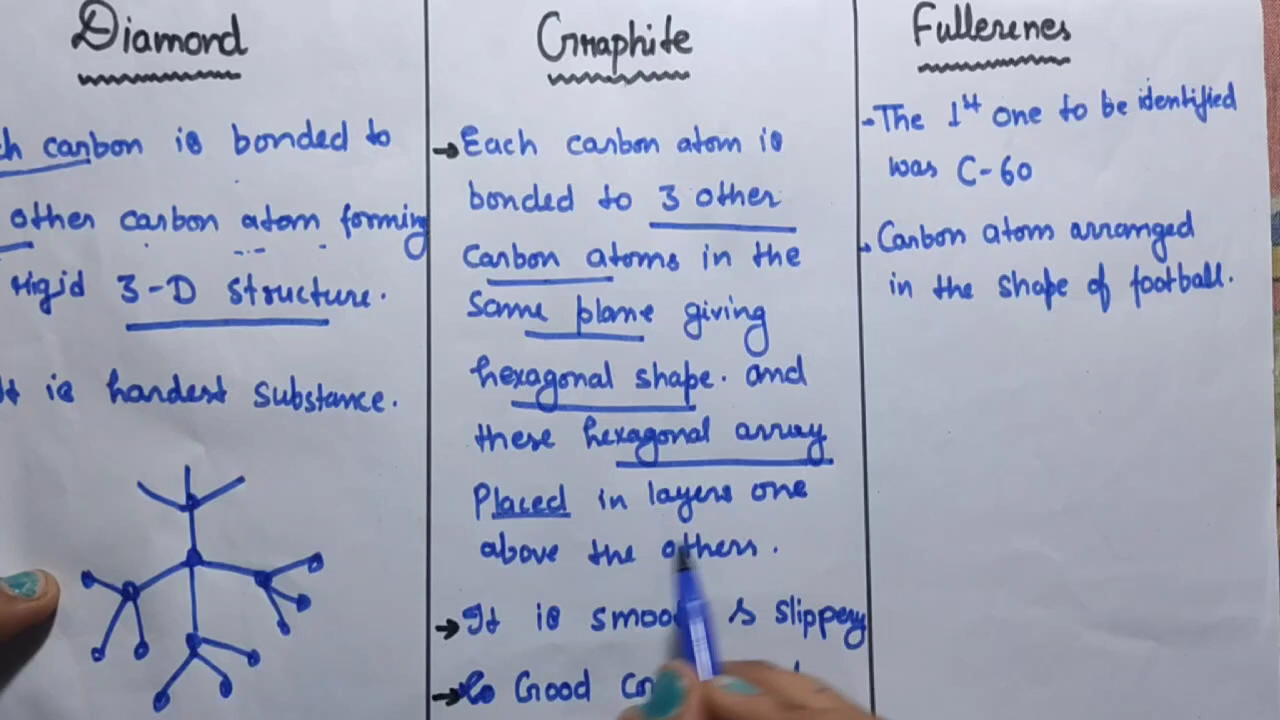 Diamond
ch carbon is bonded to
other carbon atom forming
rigid 3-D structure.
It is hardest substance.
Graphite
→ Each carbon atom is
bonded to 3 other
carbon atoms in the
same plane giving
hexagonal shape. and
these hexagonal array
Placed in layers one
above the others.
→ It is smoo & slippery
→ Good
Fullerenes
- The 1st one to be identified
was C-60
Carbon atom arranged
in the shape of football.